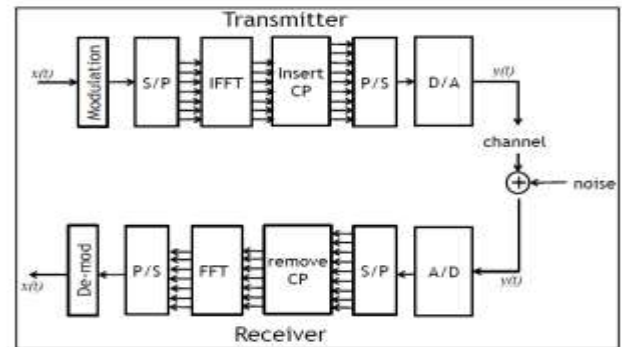 Transmitter
x(t)
Modulation
S/P
IFFT
Insert
CP
P/S
D/A
y(t)
channel
noise
x(t)
De-mod
P/S
FFT
remove
CP
S/P
A/D
y(t)
Receiver